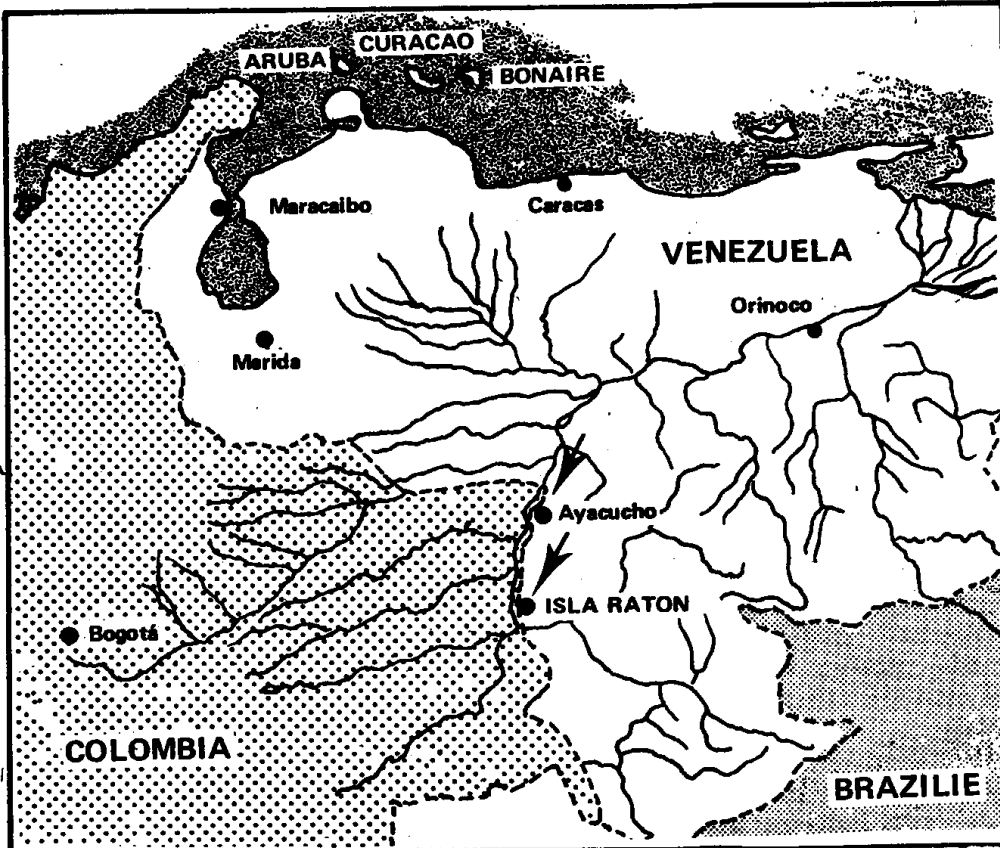 CURACAO
ARUBA
BONAIRE
Maracaibo
Caracas
VENEZUELA
Orinoco
Merida
Ayacucho
ISLA RATON
Bogotá
COLOMBIA
BRAZILIE